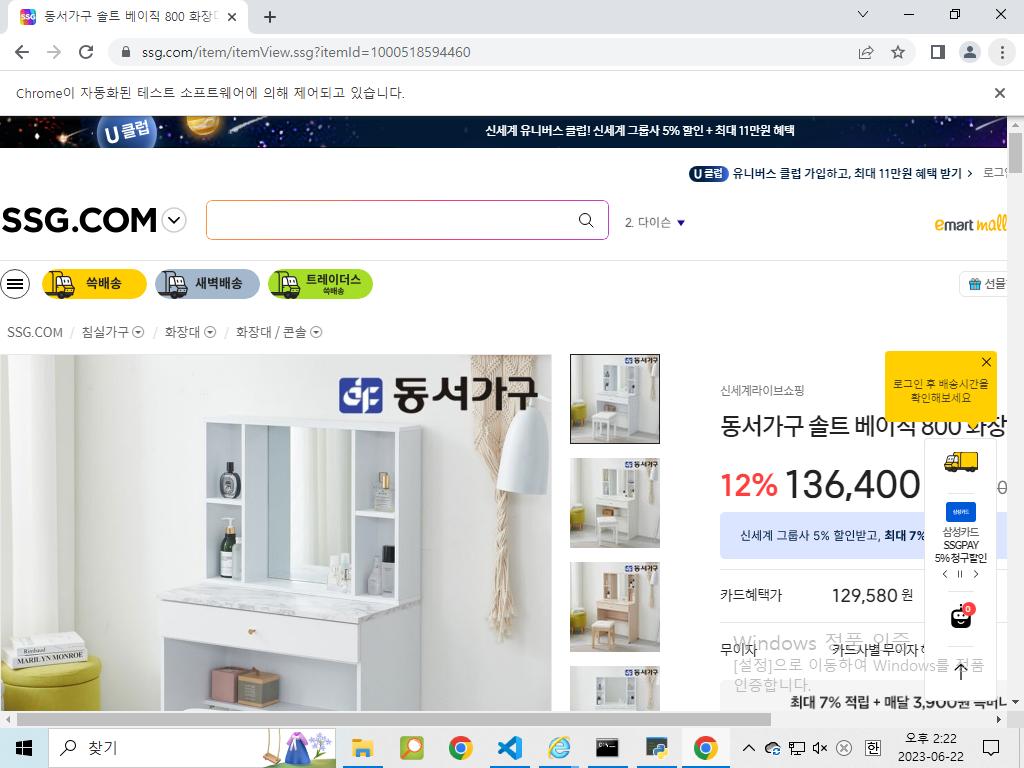 동서가구 솔트 베이직 800 화장대
ssg.com/item/itemView.ssg?itemId=1000518594460
Chrome이 자동화된 테스트 소프트웨어에 의해 제어되고 있습니다.
U 클럽
신세계 유니버스 클럽! 신세계 그룹사 5% 할인 + 최대 11만원 혜택
U 클럽 유니버스 클럽 가입하고, 최대 11만원 혜택 받기 >
SSG.COM
2. 다이슨
emart mall
쓱배송
새벽배송
트레이더스
쓱배송
선물
SSG.COM / 침실가구 / 화장대 / 화장대 / 콘솔
동서가구
로그인 후 배송시간을
확인해보세요
신세계라이브쇼핑
동서가구 솔트 베이직 800 화장
12% 136,400
신세계 그룹사 5% 할인받고, 최대 7%
삼성카드
삼성카드
SSGPAY
5% 청구할인
카드혜택가 129,580 원
0
무이자 카드사별 무이자
Windows 정품 인증
[설정]으로 이동하여 Windows를 정품
인증합니다.
최대 7% 적립 + 매달 3,900원
Rimbaud
MARILYN MONROE
찾기
오후 2:22
2023-06-22
한